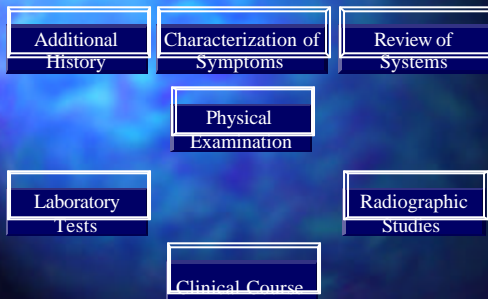 Additional
History
Characterization of
Symptoms
Review of
Systems
Physical
Examination
Laboratory
Tests
Radiographic
Studies
Clinical Course